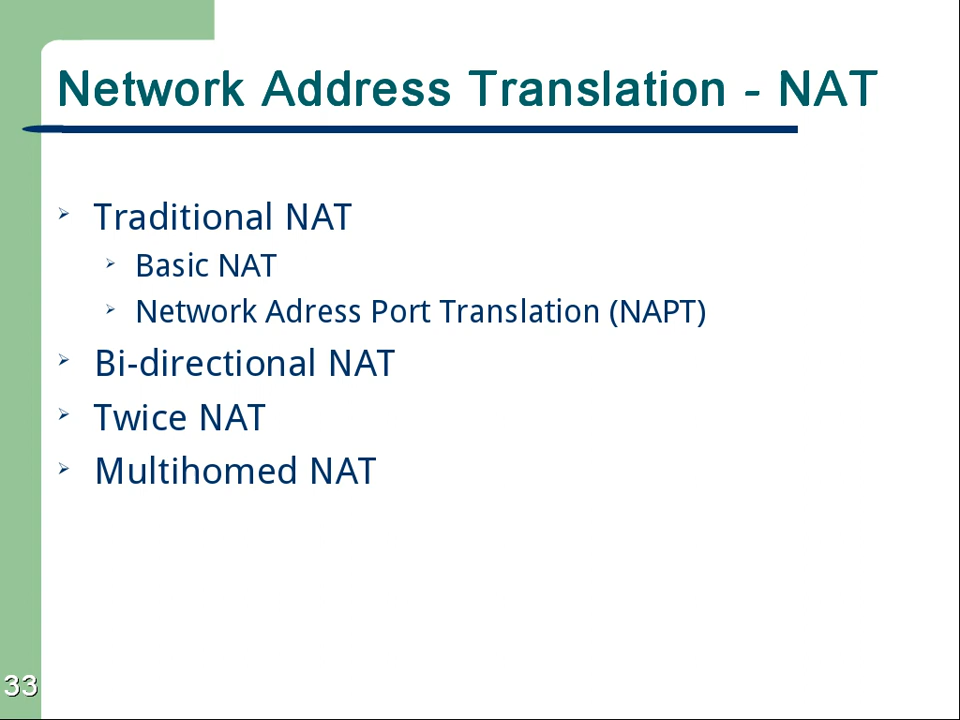 Network Address Translation - NAT
Traditional NAT
Basic NAT
Network Adress Port Translation (NAPT)
Bi-directional NAT
Twice NAT
Multihomed NAT
33